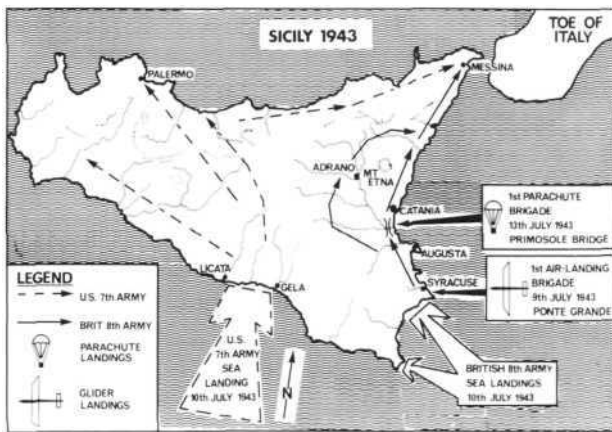 SICILY 1943
TOE OF
ITALY
PALERMO
MESSINA
ADRANO
MT
ETNA
CATANIA
1st PARACHUTE
BRIGADE
13th JULY 1943
PRIMOSOLE BRIDGE
AUGUSTA
SYRACUSE
1st AIR-LANDING
BRIGADE
9th JULY 1943
PONTE GRANDE
LICATA
GELA
LEGEND
U.S. 7th ARMY
BRIT 8th ARMY
PARACHUTE
LANDINGS
GLIDER
LANDINGS
U.S.
7th ARMY
SEA
LANDING
10th JULY 1943
N
BRITISH 8th ARMY
SEA LANDINGS
10th JULY 1943